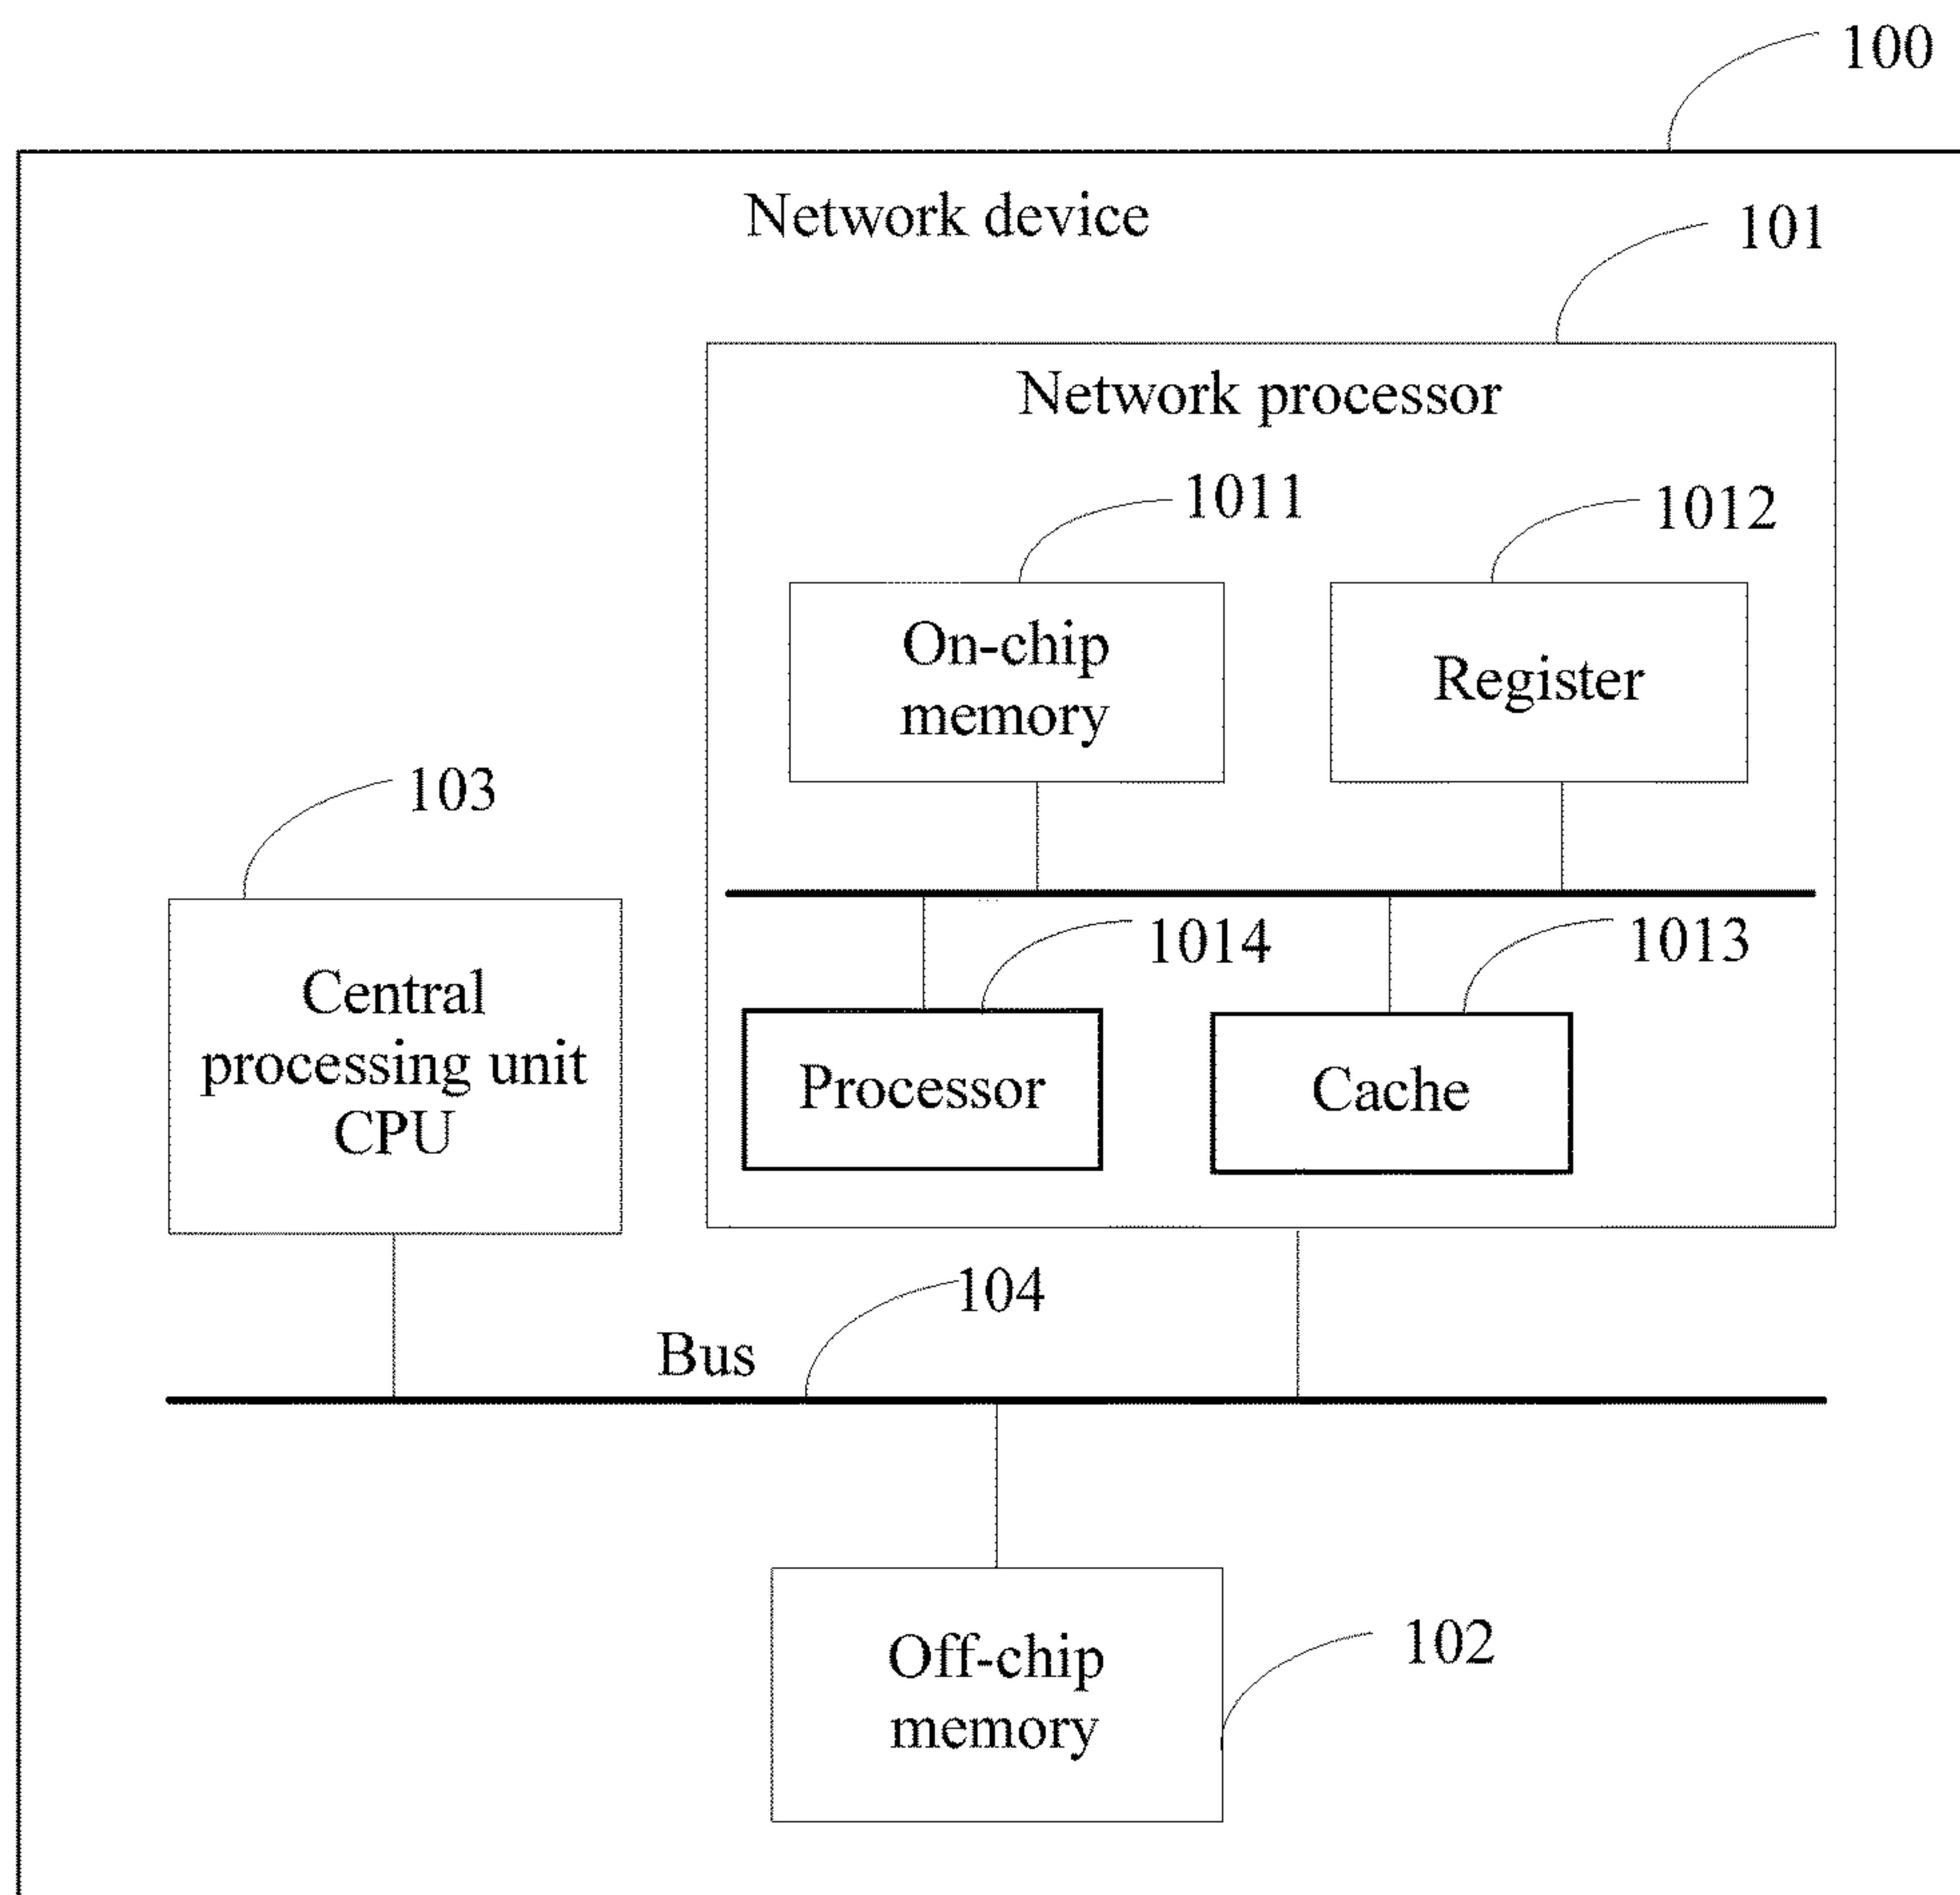 100
Network device
101
Network processor
1011
1012
On-chip
memory
Register
103
1014
1013
Central
processing unit
CPU
Processor
Cache
104
Bus
Off-chip
memory
102